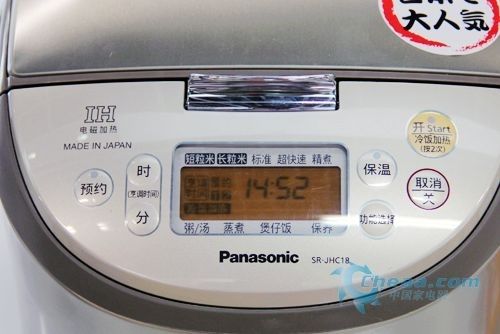 大人気
IH
电磁加热
MADE IN JAPAN
预约
时
(烹调时间)
分
短粒米 长粒米 标准 超快速 精煮
14:52
粥/汤 蒸煮 煲仔饭 保养
保温
功能选择
开 Start
冷饭加热
(按2次)
取消
关
Panasonic
SR-JHC18
Cheaa.com
中国家电网